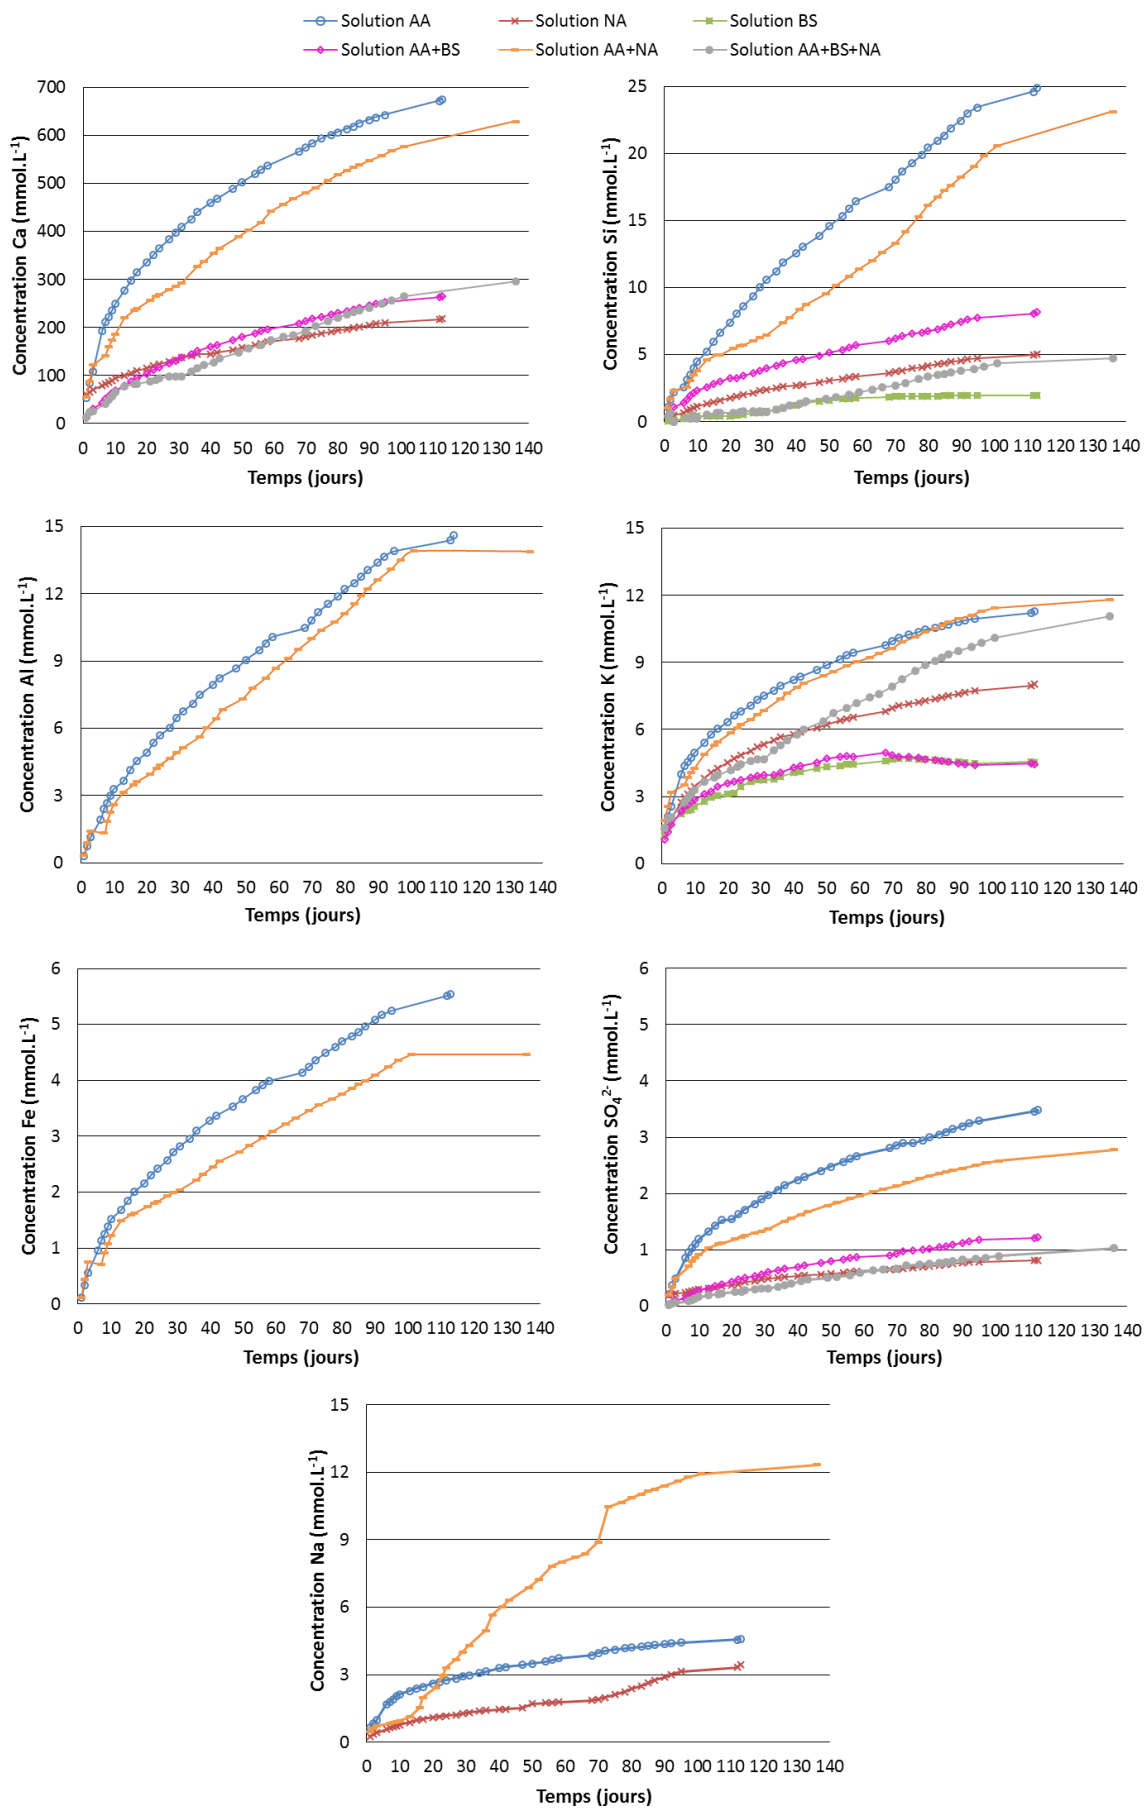 Solution AA Solution NA Solution BS
Solution AA+BS Solution AA+NA Solution AA+BS+NA
Concentration Ca (mmol.L-1)
700
600
500
400
300
200
100
0
0 10 20 30 40 50 60 70 80 90 100 110 120 130 140
Temps (jours)
Concentration Si (mmol.L-1)
25
20
15
10
5
0
0 10 20 30 40 50 60 70 80 90 100 110 120 130 140
Temps (jours)
Concentration Al (mmol.L-1)
15
12
9
6
3
0
0 10 20 30 40 50 60 70 80 90 100 110 120 130 140
Temps (jours)
Concentration K (mmol.L-1)
15
12
9
6
3
0
0 10 20 30 40 50 60 70 80 90 100 110 120 130 140
Temps (jours)
Concentration Fe (mmol.L-1)
6
5
4
3
2
1
0
0 10 20 30 40 50 60 70 80 90 100 110 120 130 140
Temps (jours)
Concentration SO4 2- (mmol.L-1)
6
5
4
3
2
1
0
0 10 20 30 40 50 60 70 80 90 100 110 120 130 140
Temps (jours)
Concentration Na (mmol.L-1)
15
12
9
6
3
0
0 10 20 30 40 50 60 70 80 90 100 110 120 130 140
Temps (jours)